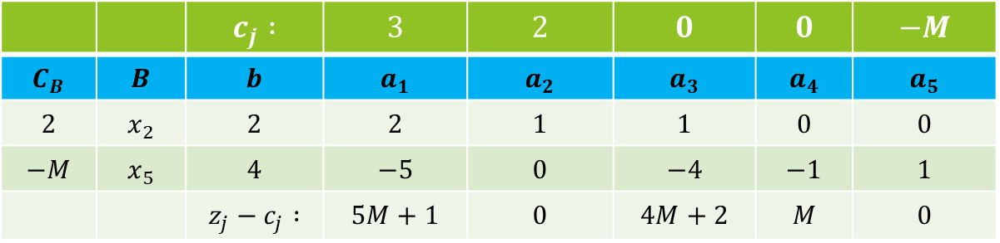 c_j : 3 2 0 0 −M
C_B B b a_1 a_2 a_3 a_4 a_5
2 x_2 2 2 1 1 0 0
−M x_5 4 −5 0 −4 −1 1
z_j − c_j : 5M + 1 0 4M + 2 M 0